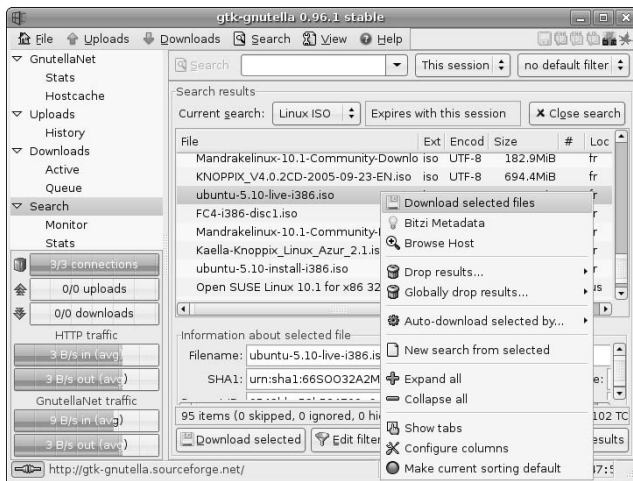 gtk-gnutella 0.96.1 stable
File Uploads Downloads Search View Help
GnutellaNet
Stats
Hostcache
Uploads
History
Downloads
Active
Queue
Search
Monitor
Stats
3/3 connections
0/0 uploads
0/0 downloads
HTTP traffic
3 B/s in (avg)
3 B/s out (avg)
GnutellaNet traffic
9 B/s in (avg)
3 B/s out (avg)
Search This session no default filter
Search results
Current search: Linux ISO Expires with this session Close search
File Ext Encod Size # Loc
Mandrakelinux-10.1-Community-Downlo iso UTF-8 182.9MiB fr
KNOPPIX_V4.0.2CD-2005-09-23-EN.iso iso UTF-8 694.4MiB fr
ubuntu-5.10-live-i386.iso
FC4-i386-disc1.iso
Mandrakelinux-10.1-Community-
Kaella-Knoppix_Linux_Azur_2.1.is
ubuntu-5.10-install-i386.iso
Open SUSE Linux 10.1 for x86 32
Information about selected file
Filename: ubuntu-5.10-live-i386.is
SHA1: urn:sha1:66SOO32A2M
95 items (0 skipped, 0 ignored, 0 hi
Download selected Edit filter
Download selected files
Bitzi Metadata
Browse Host
Drop results...
Globally drop results...
Auto-download selected by...
New search from selected
Expand all
Collapse all
Show tabs
Configure columns
Make current sorting default
http://gtk-gnutella.sourceforge.net/